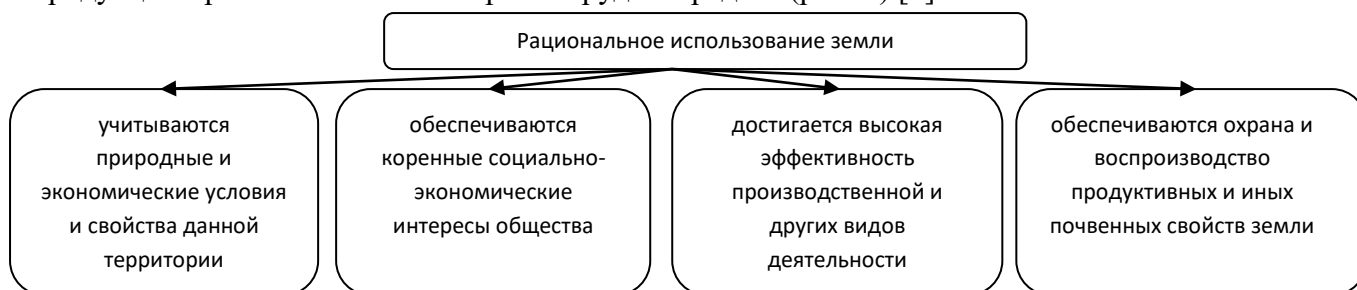 Рациональное использование земли
учитываются
природные и
экономические условия
и свойства данной
территории
обеспечиваются
коренные социально-
экономические
интересы общества
достигается высокая
эффективность
производственной и
других видов
деятельности
обеспечиваются охрана и
воспроизводство
продуктивных и иных
почвенных свойств земли